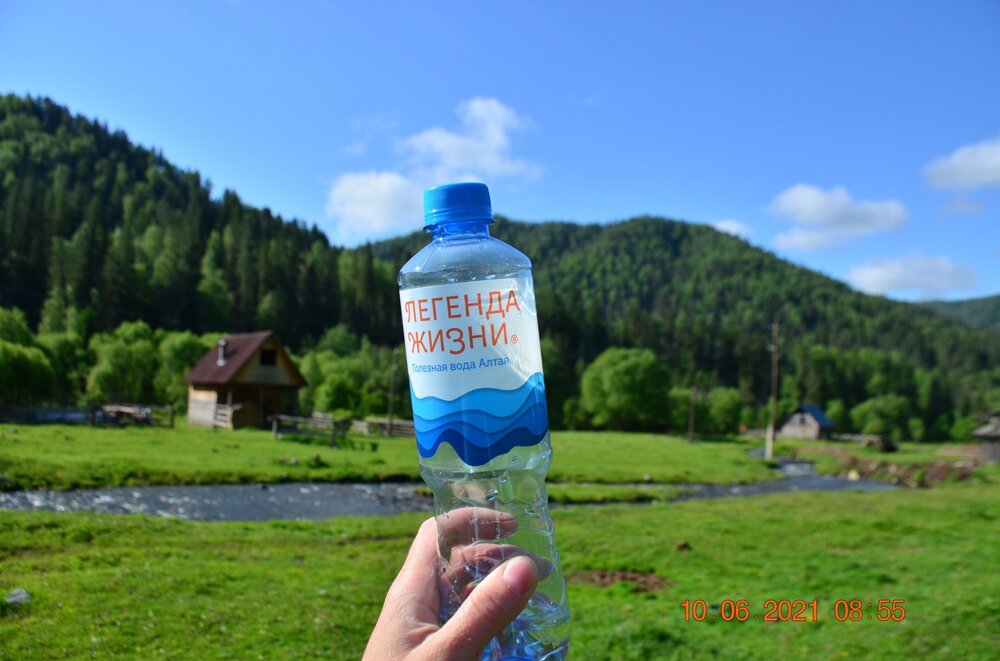 ЛЕГЕНДА
ЖИЗНИ®
Полезная вода Алтая
10 06 2021 08 55